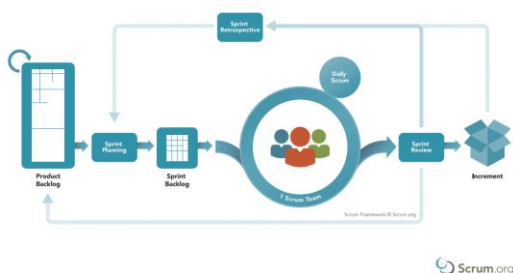 Sprint
Retrospective
Daily
Scrum
Sprint
Planning
Sprint
Review
Product
Backlog
Sprint
Backlog
1 Scrum Team
Increment
Scrum Framework © Scrum.org
Scrum.org